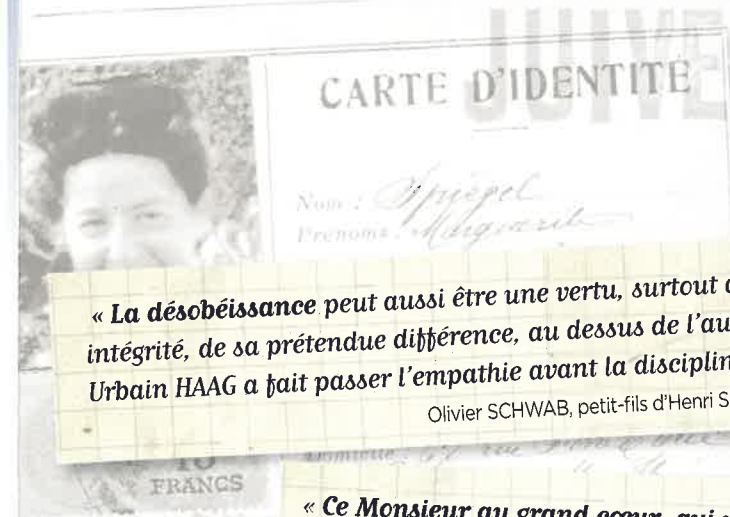 JUIVE
CARTE D'IDENTITÉ
Nom : Spiegel
Prénoms : Marguerite
« La désobéissance peut aussi être une vertu, surtout
intégrité, de sa prétendue différence, au dessus de l'au
Urbain HAAG a fait passer l'empathie avant la disciplin
Olivier SCHWAB, petit-fils d'Henri S
Domicile :
FRANCS
« Ce Monsieur au grand cœur, qui